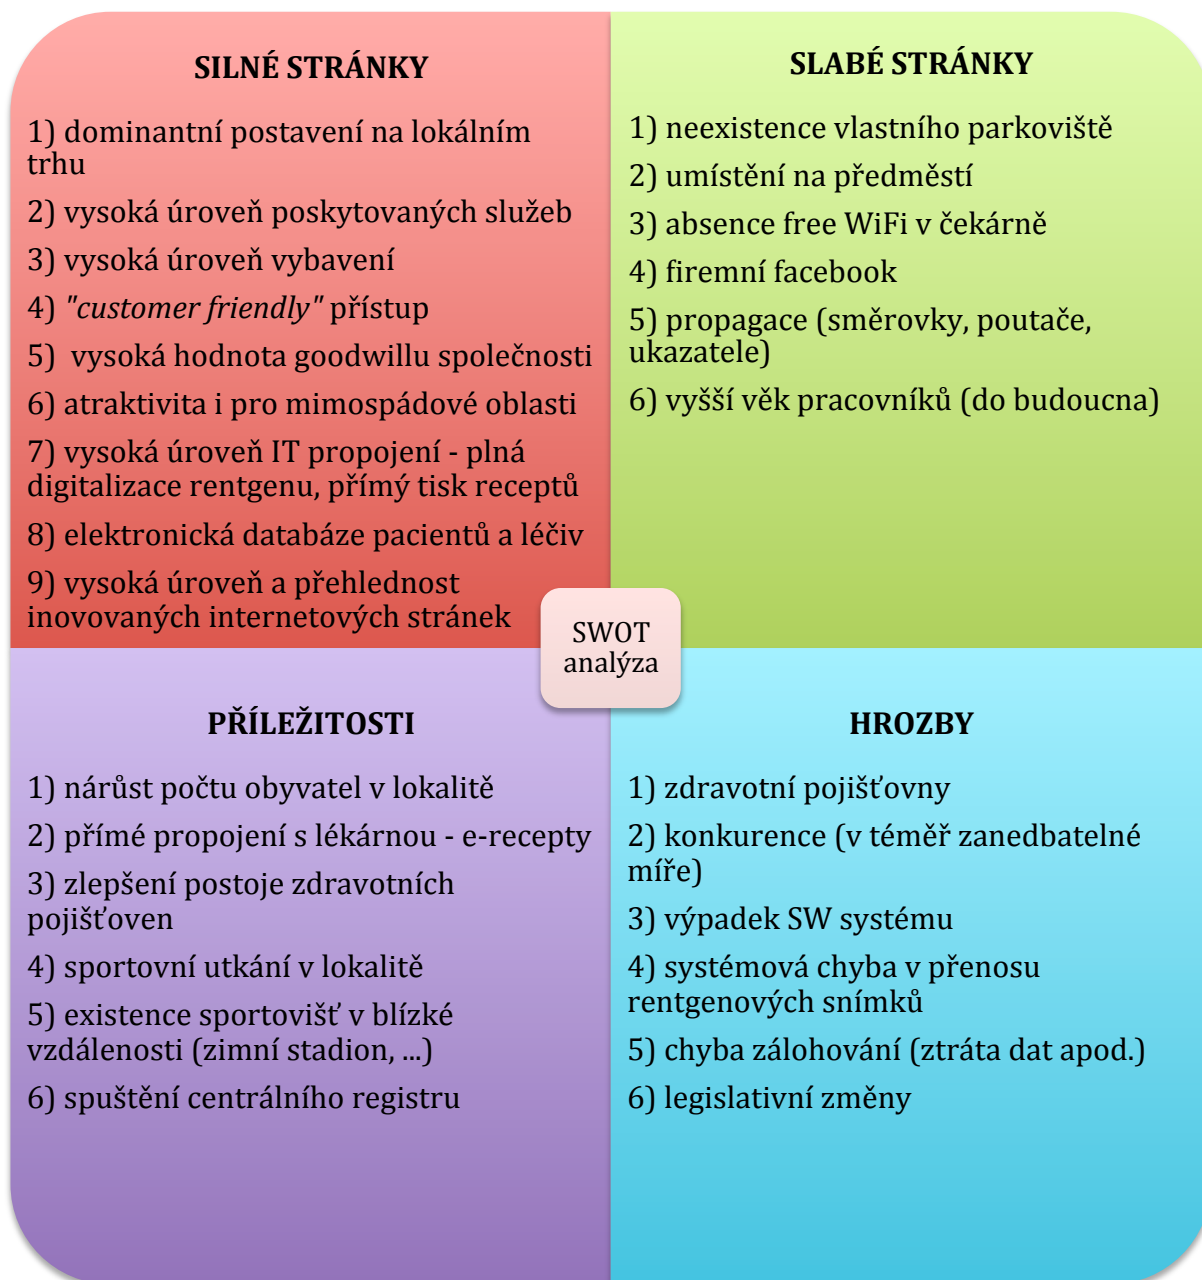 SILNÉ STRÁNKY
1) dominantní postavení na lokálním
trhu
2) vysoká úroveň poskytovaných služeb
3) vysoká úroveň vybavení
4) "customer friendly" přístup
5)  vysoká hodnota goodwillu společnosti
6) atraktivita i pro mimospádové oblasti
7) vysoká úroveň IT propojení - plná
digitalizace rentgenu, přímý tisk receptů
8) elektronická databáze pacientů a léčiv
9) vysoká úroveň a přehlednost
inovovaných internetových stránek
SLABÉ STRÁNKY
1) neexistence vlastního parkoviště
2) umístění na předměstí
3) absence free WiFi v čekárně
4) firemní facebook
5) propagace (směrovky, poutače,
ukazatele)
6) vyšší věk pracovníků (do budoucna)
SWOT
analýza
PŘÍLEŽITOSTI
1) nárůst počtu obyvatel v lokalitě
2) přímé propojení s lékárnou - e-recepty
3) zlepšení postoje zdravotních
pojišťoven
4) sportovní utkání v lokalitě
5) existence sportovišť v blízké
vzdálenosti (zimní stadion, ...)
6) spuštění centrálního registru
HROZBY
1) zdravotní pojišťovny
2) konkurence (v téměř zanedbatelné
míře)
3) výpadek SW systému
4) systémová chyba v přenosu
rentgenových snímků
5) chyba zálohování (ztráta dat apod.)
6) legislativní změny